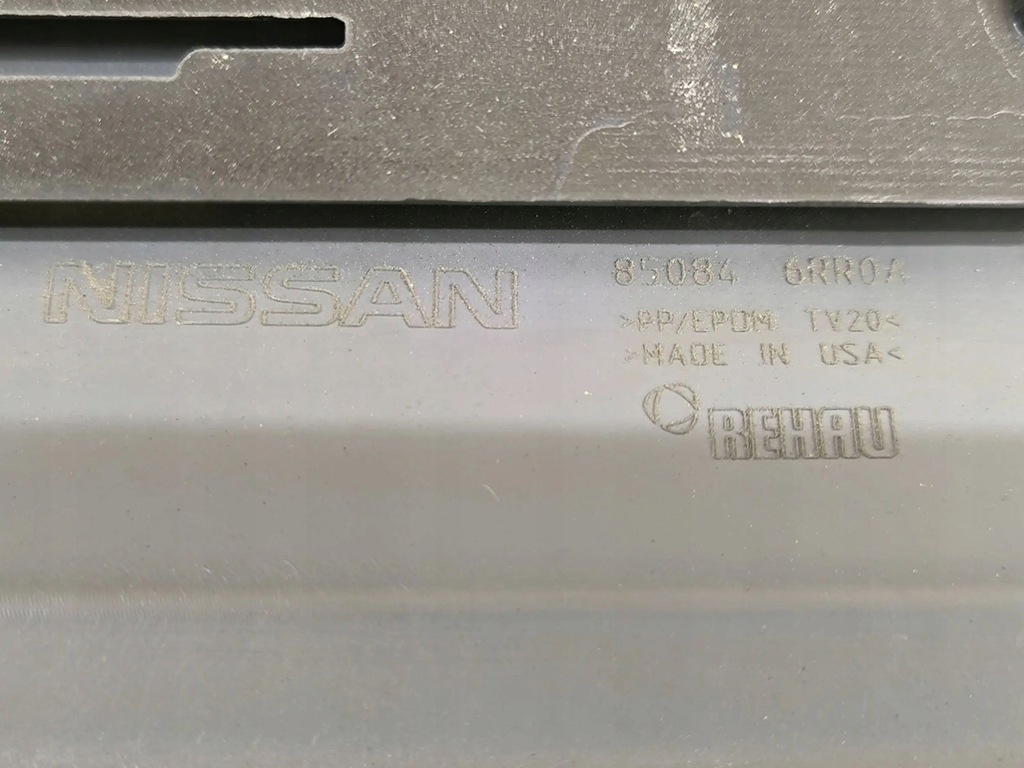 NISSAN
85084 6RR0A
>PP/EPDM TV20<
>MADE IN USA<
REHAU